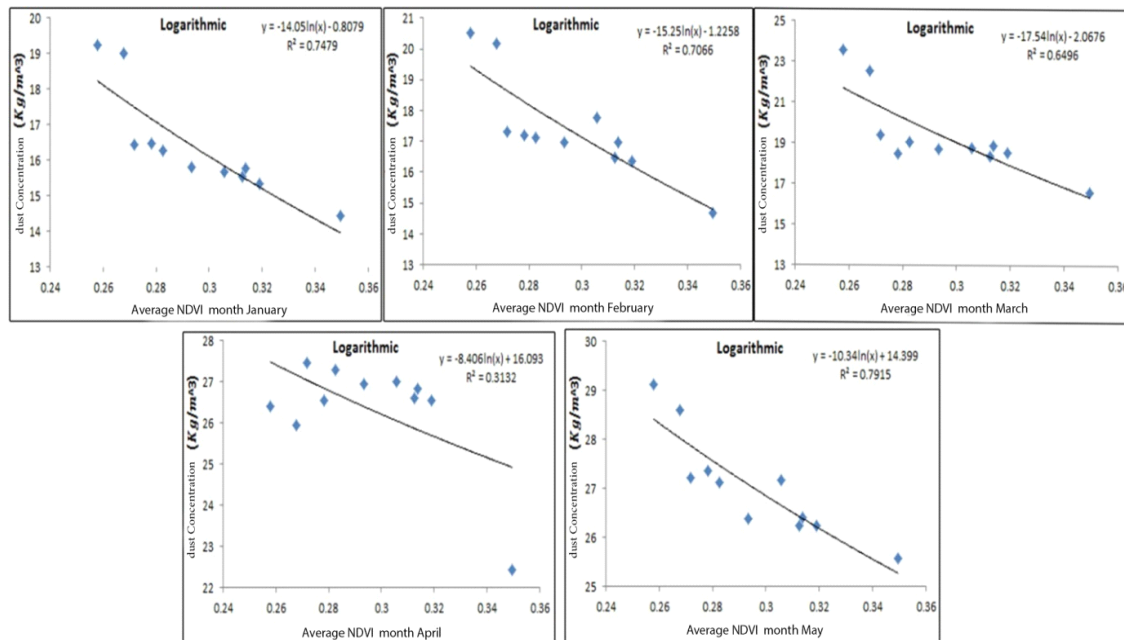 Logarithmic
y = -14.05ln(x) - 0.8079
R² = 0.7479
dust Concentration (Kg/m^3)
20
19
18
17
16
15
14
13
0.24 0.26 0.28 0.3 0.32 0.34 0.36
Average NDVI month January
Logarithmic
y = -15.25ln(x) - 1.2258
R² = 0.7066
dust Concentration (Kg/m^3)
21
20
19
18
17
16
15
14
13
0.24 0.26 0.28 0.3 0.32 0.34 0.36
Average NDVI month February
Logarithmic
y = -17.54ln(x) - 2.0676
R² = 0.6496
dust Concentration (Kg/m^3)
25
23
21
19
17
15
13
0.24 0.26 0.28 0.3 0.32 0.34 0.36
Average NDVI month March
Logarithmic
y = -8.406ln(x) + 16.093
R² = 0.3132
dust Concentration (Kg/m^3)
28
27
26
25
24
23
22
0.24 0.26 0.28 0.3 0.32 0.34 0.36
Average NDVI month April
Logarithmic
y = -10.34ln(x) + 14.399
R² = 0.7915
dust Concentration (Kg/m^3)
30
29
28
27
26
25
0.24 0.26 0.28 0.3 0.32 0.34 0.36
Average NDVI month May